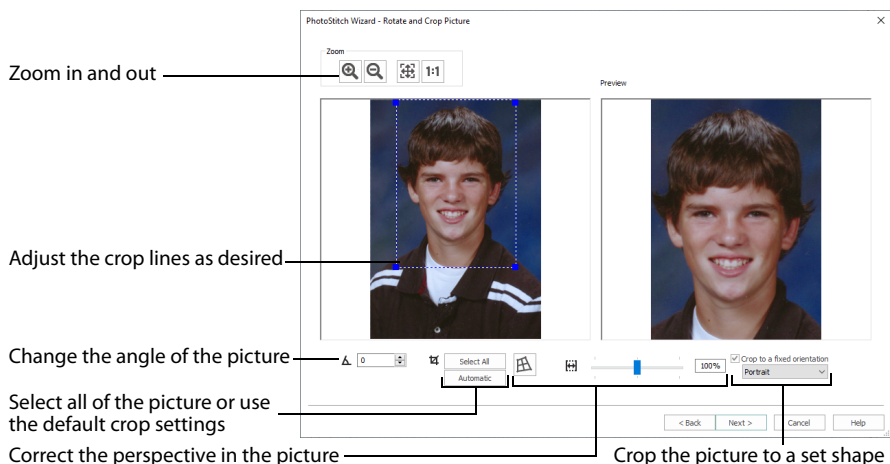 PhotoStitch Wizard - Rotate and Crop Picture
Zoom
Zoom in and out
1:1
Preview
Adjust the crop lines as desired
Change the angle of the picture
0
Select All
100%
Crop to a fixed orientation
Automatic
Portrait
Select all of the picture or use
the default crop settings
< Back
Next >
Cancel
Help
Correct the perspective in the picture
Crop the picture to a set shape